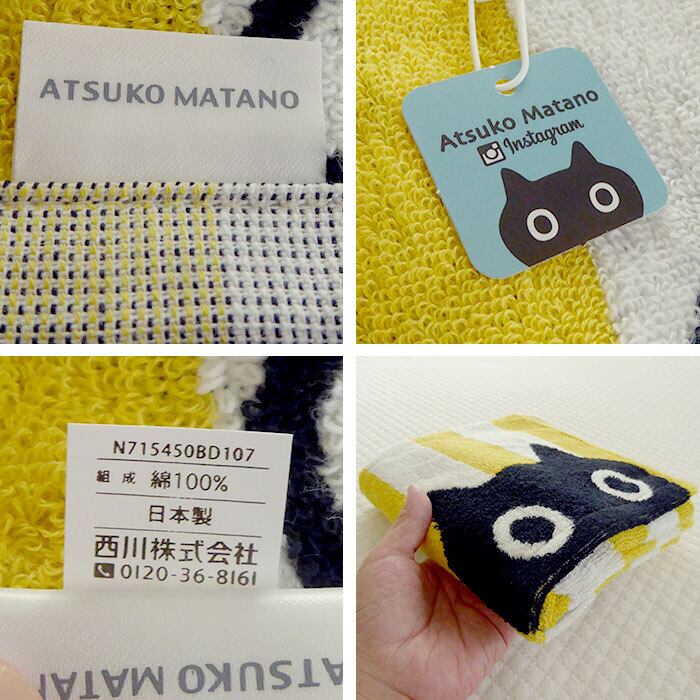 ATSUKO MATANO
Atsuko Matano
Instagram
N715450BD107
組成 綿100%
日本製
西川株式会社
0120-36-8161
ATSUKO MATANO